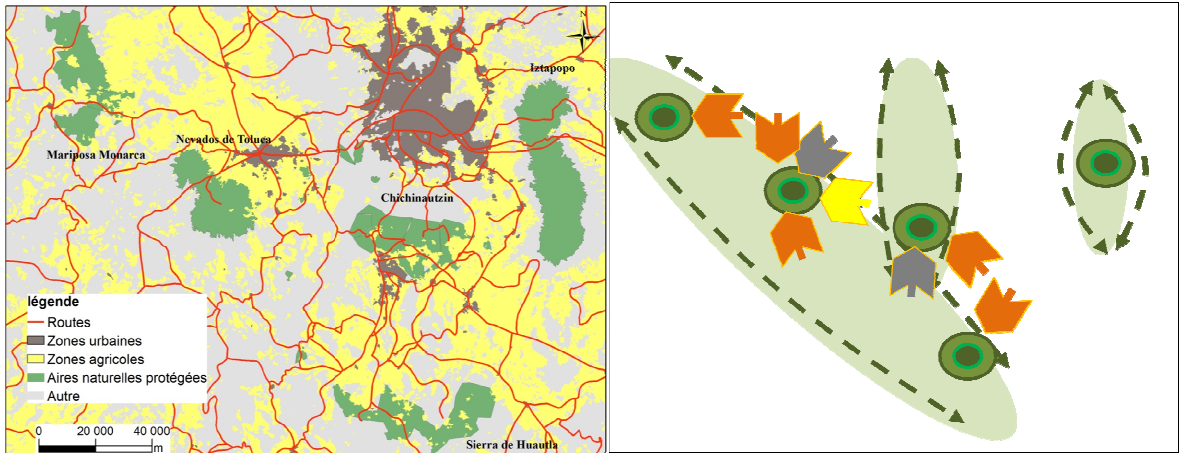 N
Iztapopo
Nevados de Toluca
Mariposa Monarca
Chichinautzin
légende
Routes
Zones urbaines
Zones agricoles
Aires naturelles protégées
Autre
0 20 000 40 000
m
Sierra de Huautla